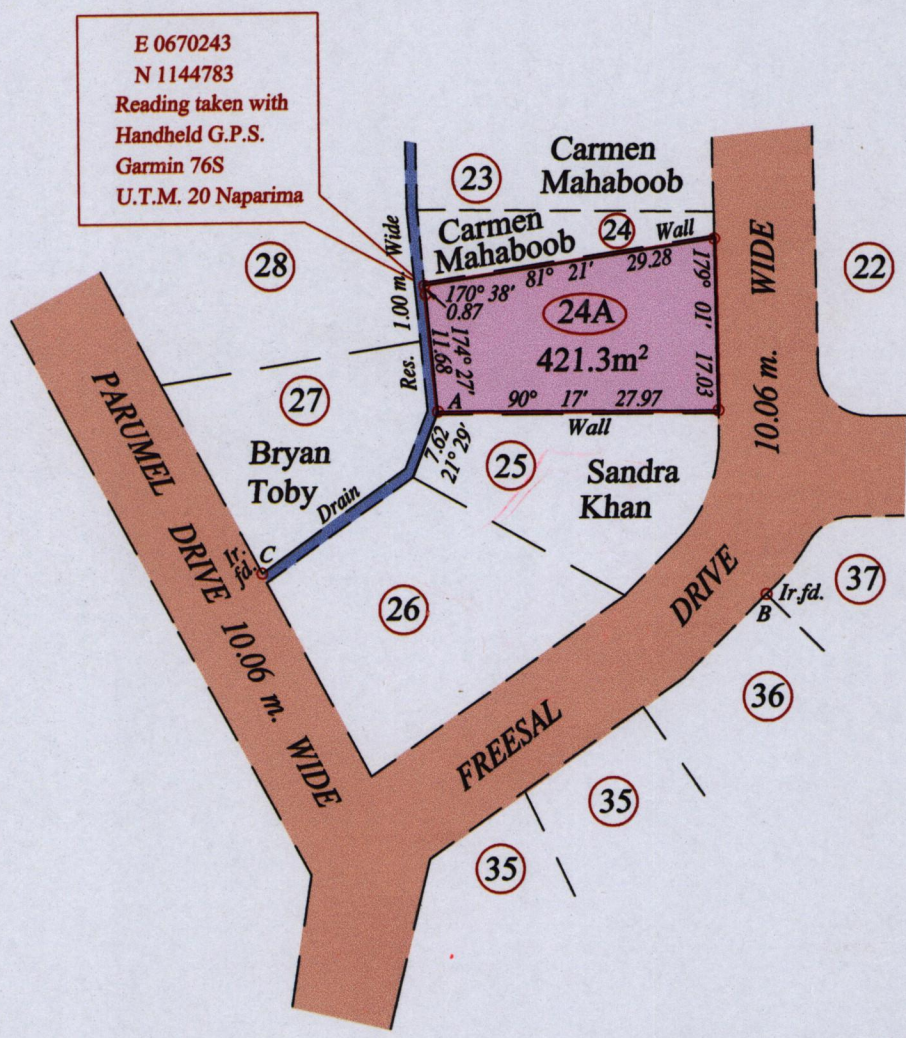 E 0670243
N 1144783
Reading taken with
Handheld G.P.S.
Garmin 76S
U.T.M. 20 Naparima
23
Carmen
Mahaboob
Carmen
Mahaboob
24
Wall
28
1.00 m. Wide
Res.
170° 38'
0.87
81° 21' 29.28
179° 01' 17.03
WIDE
10.06 m.
22
24A
421.3m²
174° 27'
11.68
A
90° 17' 27.97
Wall
27
Bryan
Toby
7.62
21° 29'
25
Sandra
Khan
Drain
PARUMEL DRIVE 10.06 m. WIDE
Ir.
fd.
C
26
FREESAL DRIVE
B
Ir.fd.
37
36
35
35